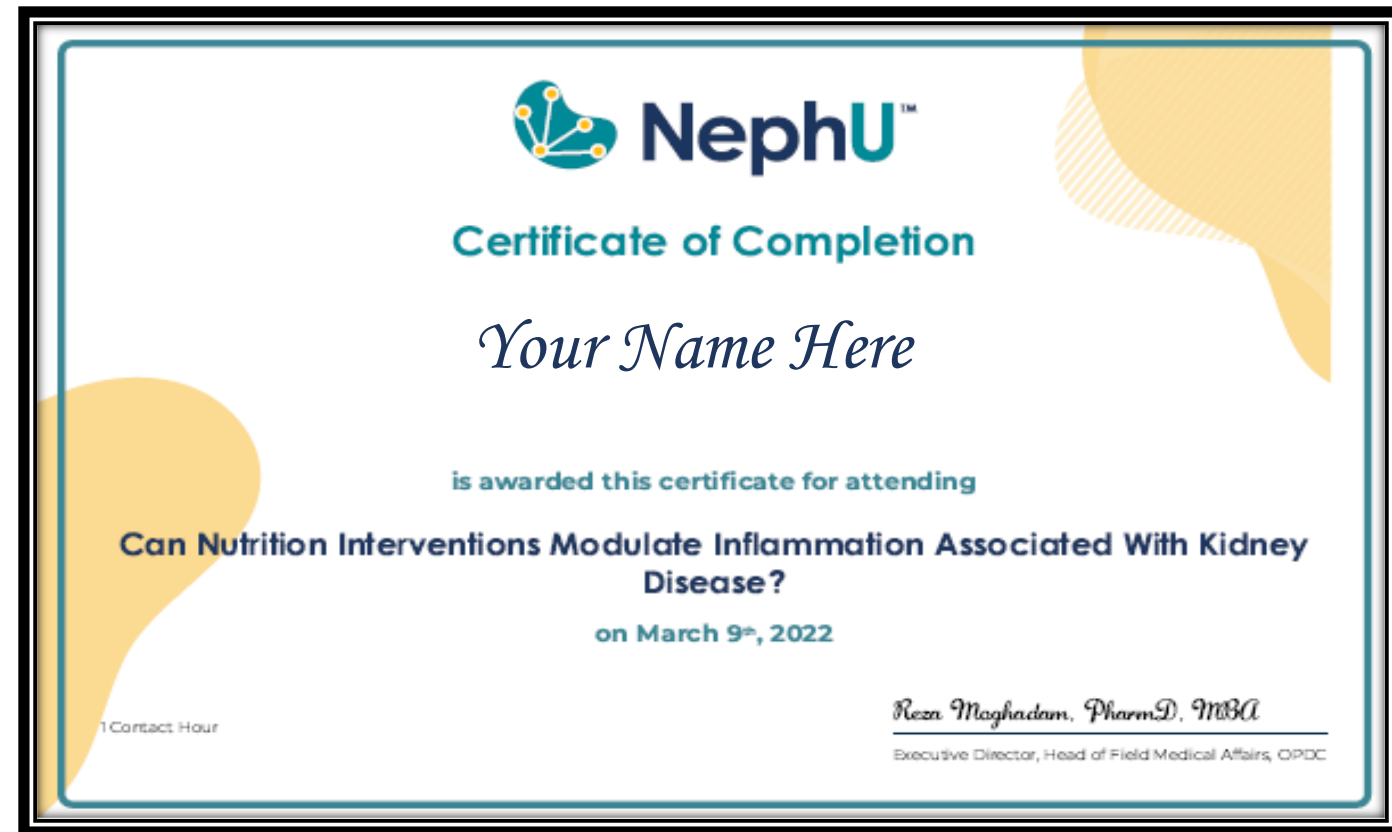 NephU™
Certificate of Completion
Your Name Here
is awarded this certificate for attending
Can Nutrition Interventions Modulate Inflammation Associated With Kidney
Disease?
on March 9th, 2022
1 Contact Hour
Reza Moghadam, PharmD, MBA
Executive Director, Head of Field Medical Affairs, OPDC